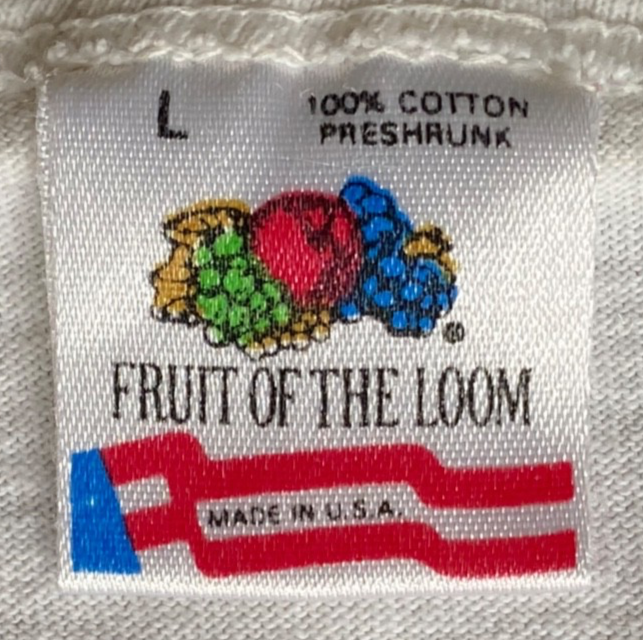 L
100% COTTON
PRESHRUNK
®
FRUIT OF THE LOOM
MADE IN U.S.A.